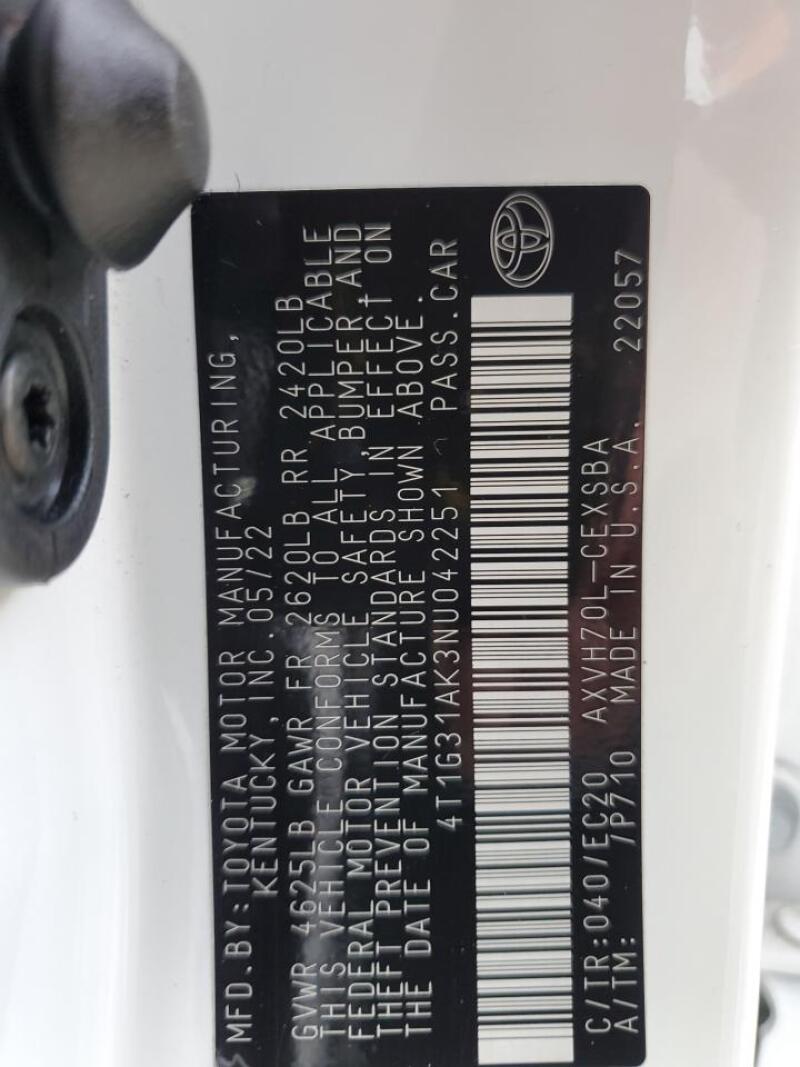 MFD.BY:TOYOTA MOTOR MANUFACTURING,
KENTUCKY, INC.05/22
GVWR 4625LB GAWR FR 2620LB RR 2420LB
THIS VEHICLE CONFORMS TO ALL APPLICABLE
FEDERAL MOTOR VEHICLE SAFETY,BUMPER,AND
THEFT PREVENTION STANDARDS IN EFFECT ON
THE DATE OF MANUFACTURE SHOWN ABOVE.
4T1G31AK3NU042251 PASS.CAR
C/TR:040/EC20 AXVH70L-CEXSBA
A/TM: /P710 MADE IN U.S.A. 22057